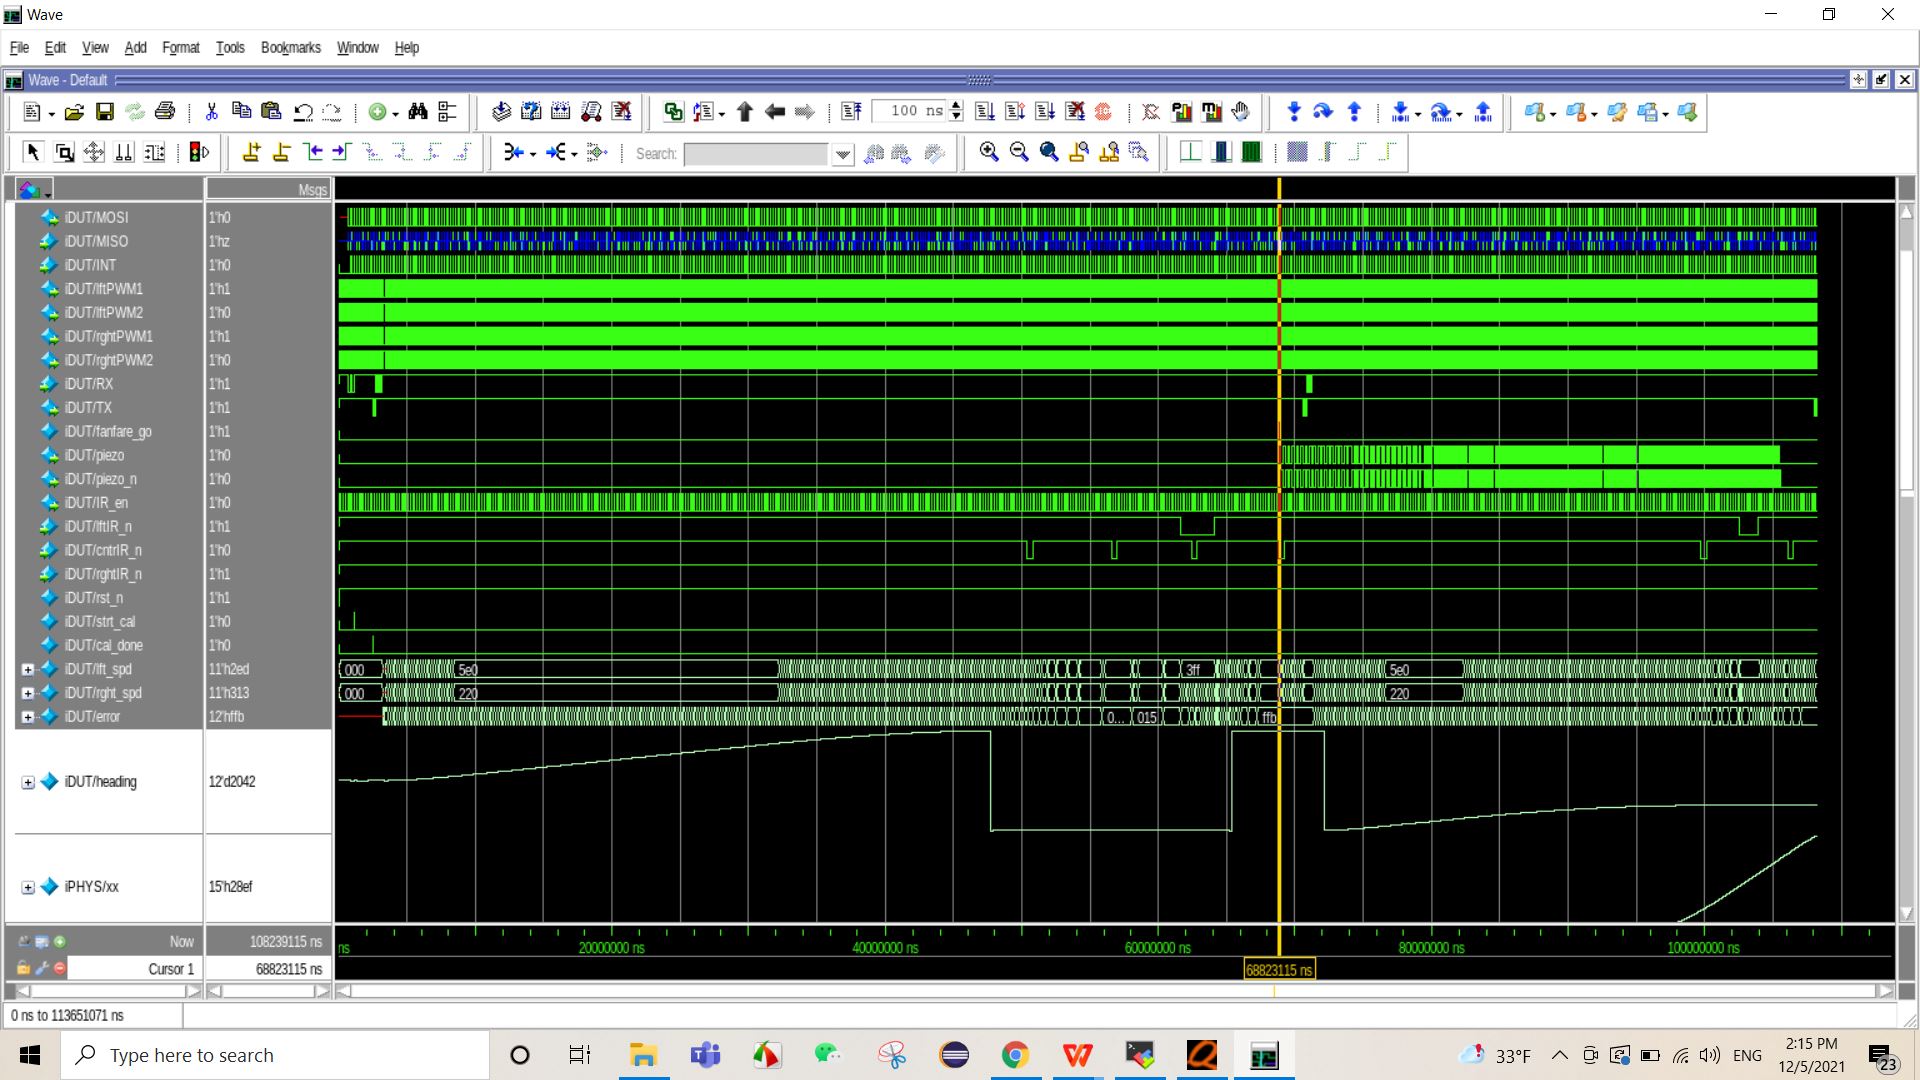 Wave
File Edit View Add Format Tools Bookmarks Window Help
Wave - Default
100 ns
Search:
Msgs
iDUT/MOSI 1'h0
iDUT/MISO 1'hz
iDUT/INT 1'h0
iDUT/lftPWM1 1'h1
iDUT/lftPWM2 1'h0
iDUT/rghtPWM1 1'h1
iDUT/rghtPWM2 1'h0
iDUT/RX 1'h1
iDUT/TX 1'h1
iDUT/fanfare_go 1'h1
iDUT/piezo 1'h0
iDUT/piezo_n 1'h0
iDUT/IR_en 1'h0
iDUT/lftIR_n 1'h1
iDUT/cntrIR_n 1'h0
iDUT/rghtIR_n 1'h1
iDUT/rst_n 1'h1
iDUT/strt_cal 1'h0
iDUT/cal_done 1'h0
iDUT/lft_spd 11'h2ed 000 5e0 3ff 5e0
iDUT/rght_spd 11'h313 000 220 220
iDUT/error 12'hffb 0... 015 ffb
iDUT/heading 12'd2042
iPHYS/xx 15'h28ef
Now 108239115 ns ns 20000000 ns 40000000 ns 60000000 ns 80000000 ns 100000000 ns
Cursor 1 68823115 ns 68823115 ns
0 ns to 113651071 ns
Type here to search
33°F ENG 2:15 PM
12/5/2021 23